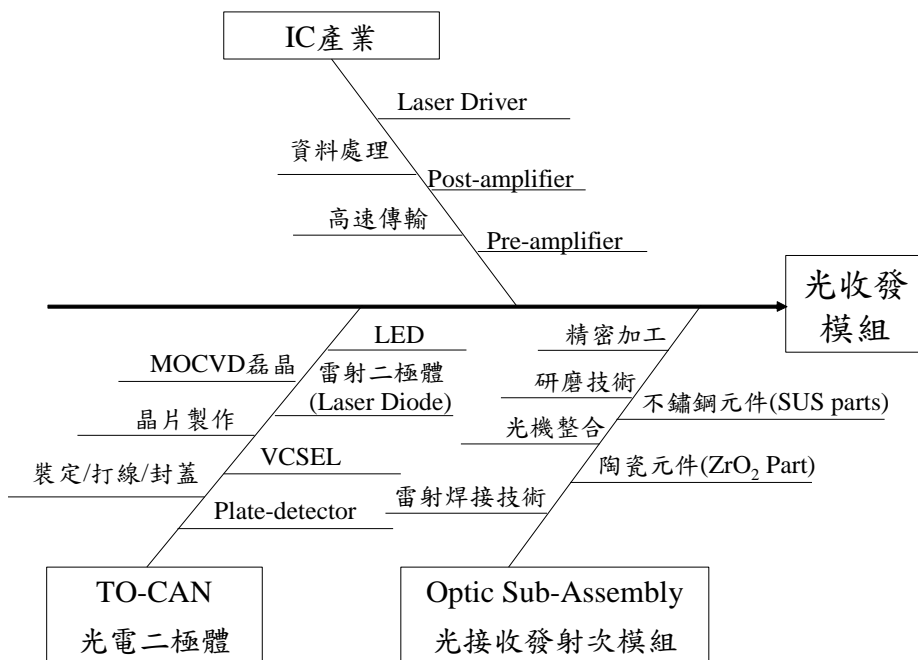 IC產業
Laser Driver
資料處理
Post-amplifier
高速傳輸
Pre-amplifier
光收發
模組
LED
MOCVD磊晶
雷射二極體
(Laser Diode)
晶片製作
VCSEL
裝定/打線/封蓋
Plate-detector
精密加工
研磨技術
不鏽鋼元件(SUS parts)
光機整合
陶瓷元件(ZrO₂ Part)
雷射焊接技術
TO-CAN
光電二極體
Optic Sub-Assembly
光接收發射次模組